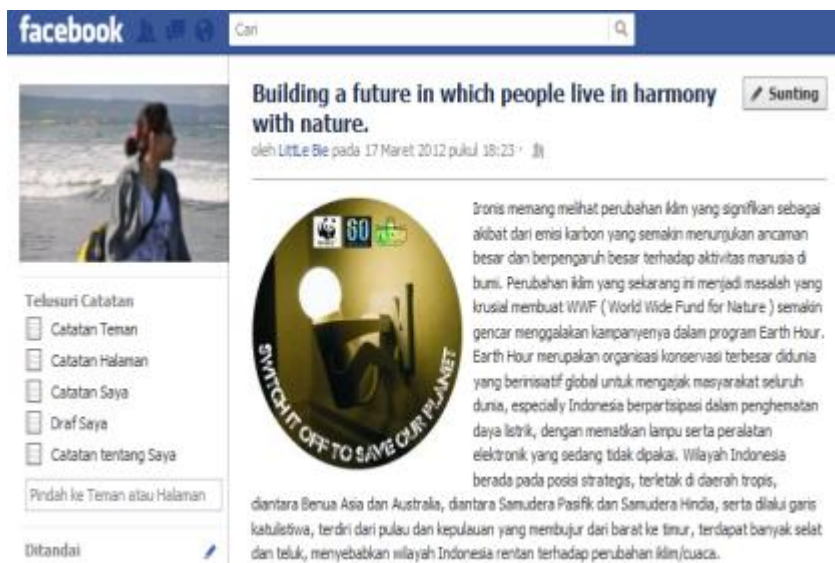 facebook
Cari
Building a future in which people live in harmony
with nature.
Sunting
oleh LittLe Bie pada 17 Maret 2012 pukul 18:23 ·
Telusuri Catatan
Catatan Teman
Catatan Halaman
Catatan Saya
Draf Saya
Catatan tentang Saya
Pindah ke Teman atau Halaman
Ditandai
WWF
60
SWITCH IT OFF TO SAVE OUR PLANET
Ironis memang melihat perubahan iklim yang signifikan sebagai
akibat dari emisi karbon yang semakin menunjukan ancaman
besar dan berpengaruh besar terhadap aktivitas manusia di
bumi. Perubahan iklim yang sekarang ini menjadi masalah yang
krusial membuat WWF ( World Wide Fund for Nature ) semakin
gencar menggalakan kampanyenya dalam program Earth Hour.
Earth Hour merupakan organisasi konservasi terbesar didunia
yang berinisiatif global untuk mengajak masyarakat seluruh
dunia, especially Indonesia berpartisipasi dalam penghematan
daya listrik, dengan mematikan lampu serta peralatan
elektronik yang sedang tidak dipakai. Wilayah Indonesia
berada pada posisi strategis, terletak di daerah tropis,
diantara Benua Asia dan Australia, diantara Samudera Pasifik dan Samudera Hindia, serta dilalui garis
katulistiwa, terdiri dari pulau dan kepulauan yang membujur dari barat ke timur, terdapat banyak selat
dan teluk, menyebabkan wilayah Indonesia rentan terhadap perubahan iklim/cuaca.